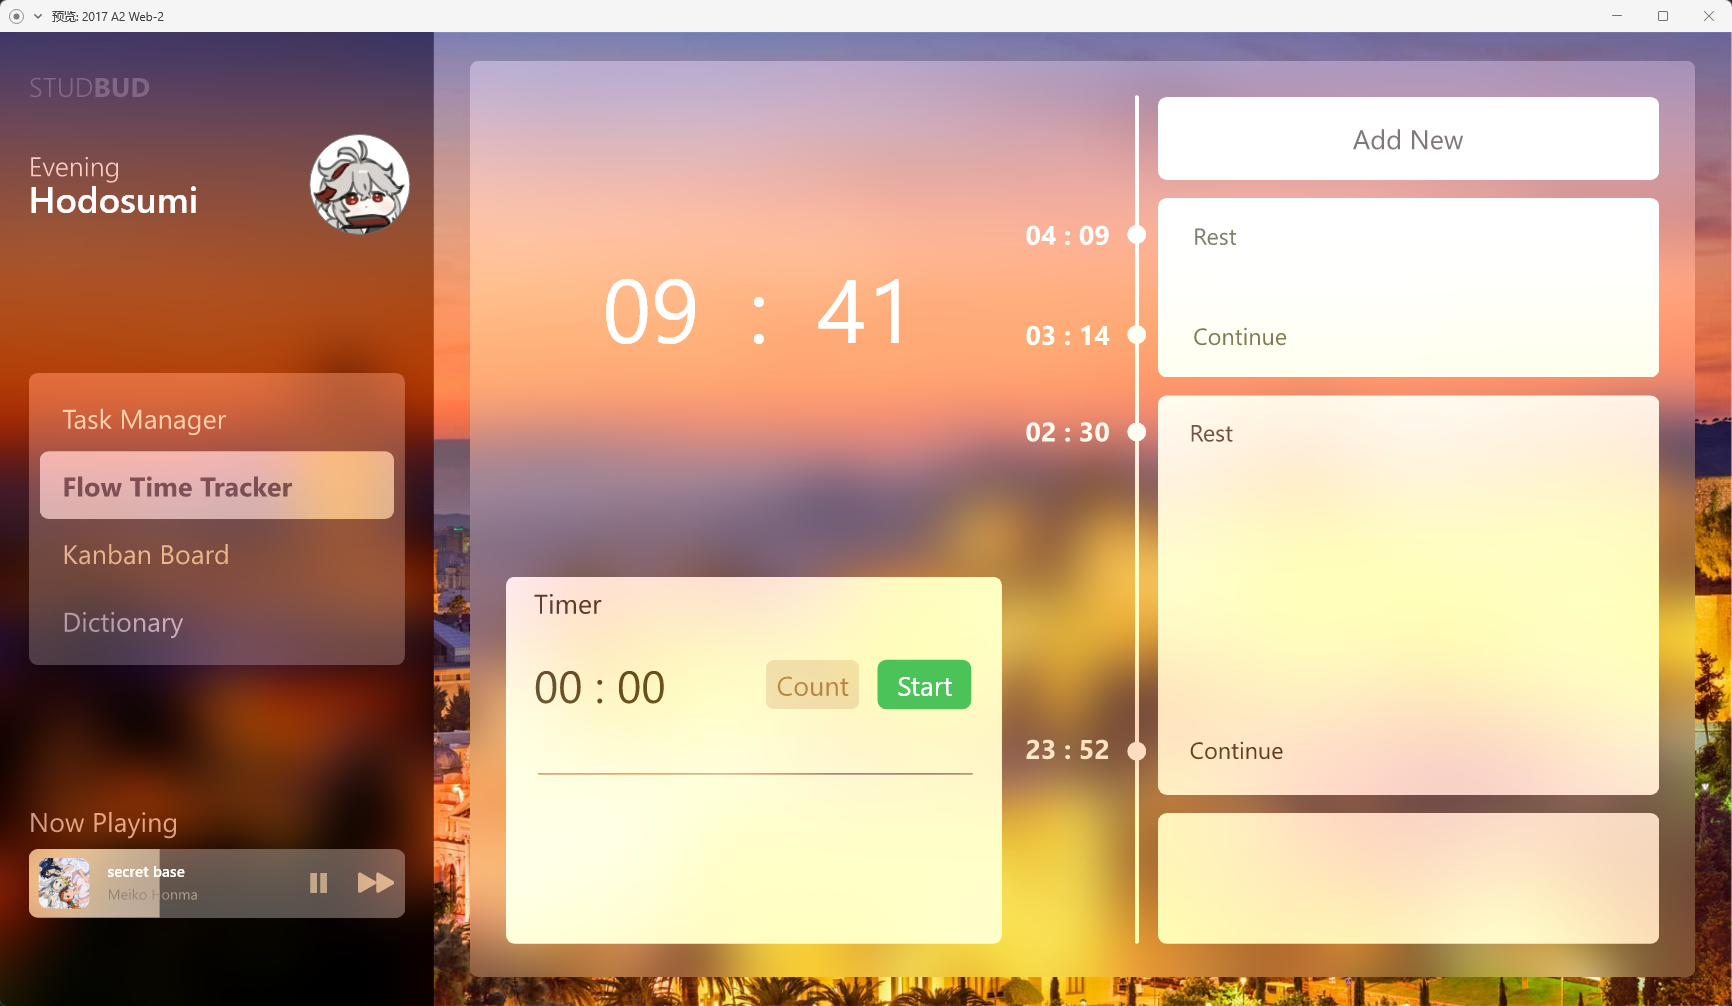 预览: 2017 A2 Web-2
STUDBUD
Evening
Hodosumi
Task Manager
Flow Time Tracker
Kanban Board
Dictionary
Now Playing
secret base
Meiko Honma
09 : 41
Timer
00 : 00
Count
Start
Add New
04 : 09
Rest
03 : 14
Continue
02 : 30
Rest
23 : 52
Continue